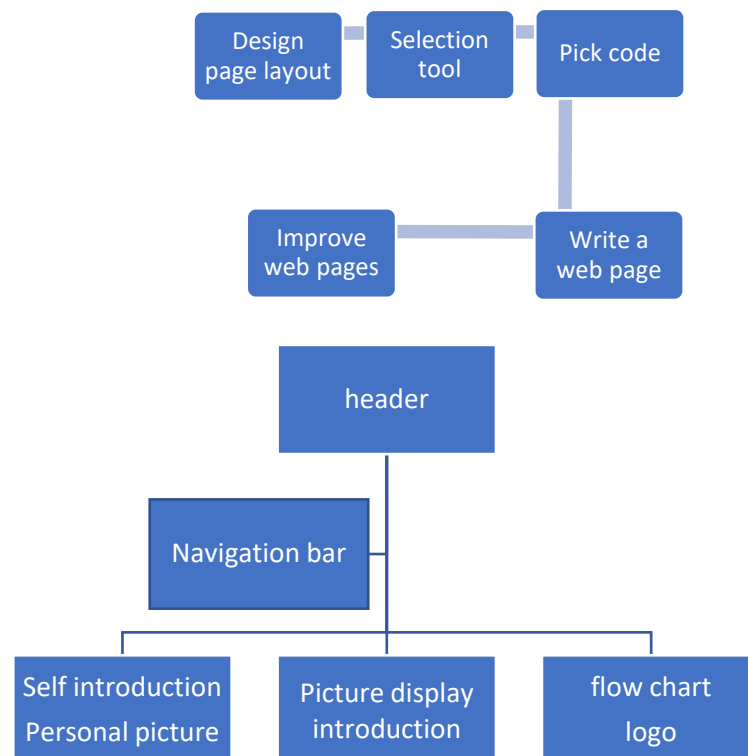 Design
page layout
Selection
tool
Pick code
Improve
web pages
Write a
web page
header
Navigation bar
Self introduction
Personal picture
Picture display
introduction
flow chart
logo